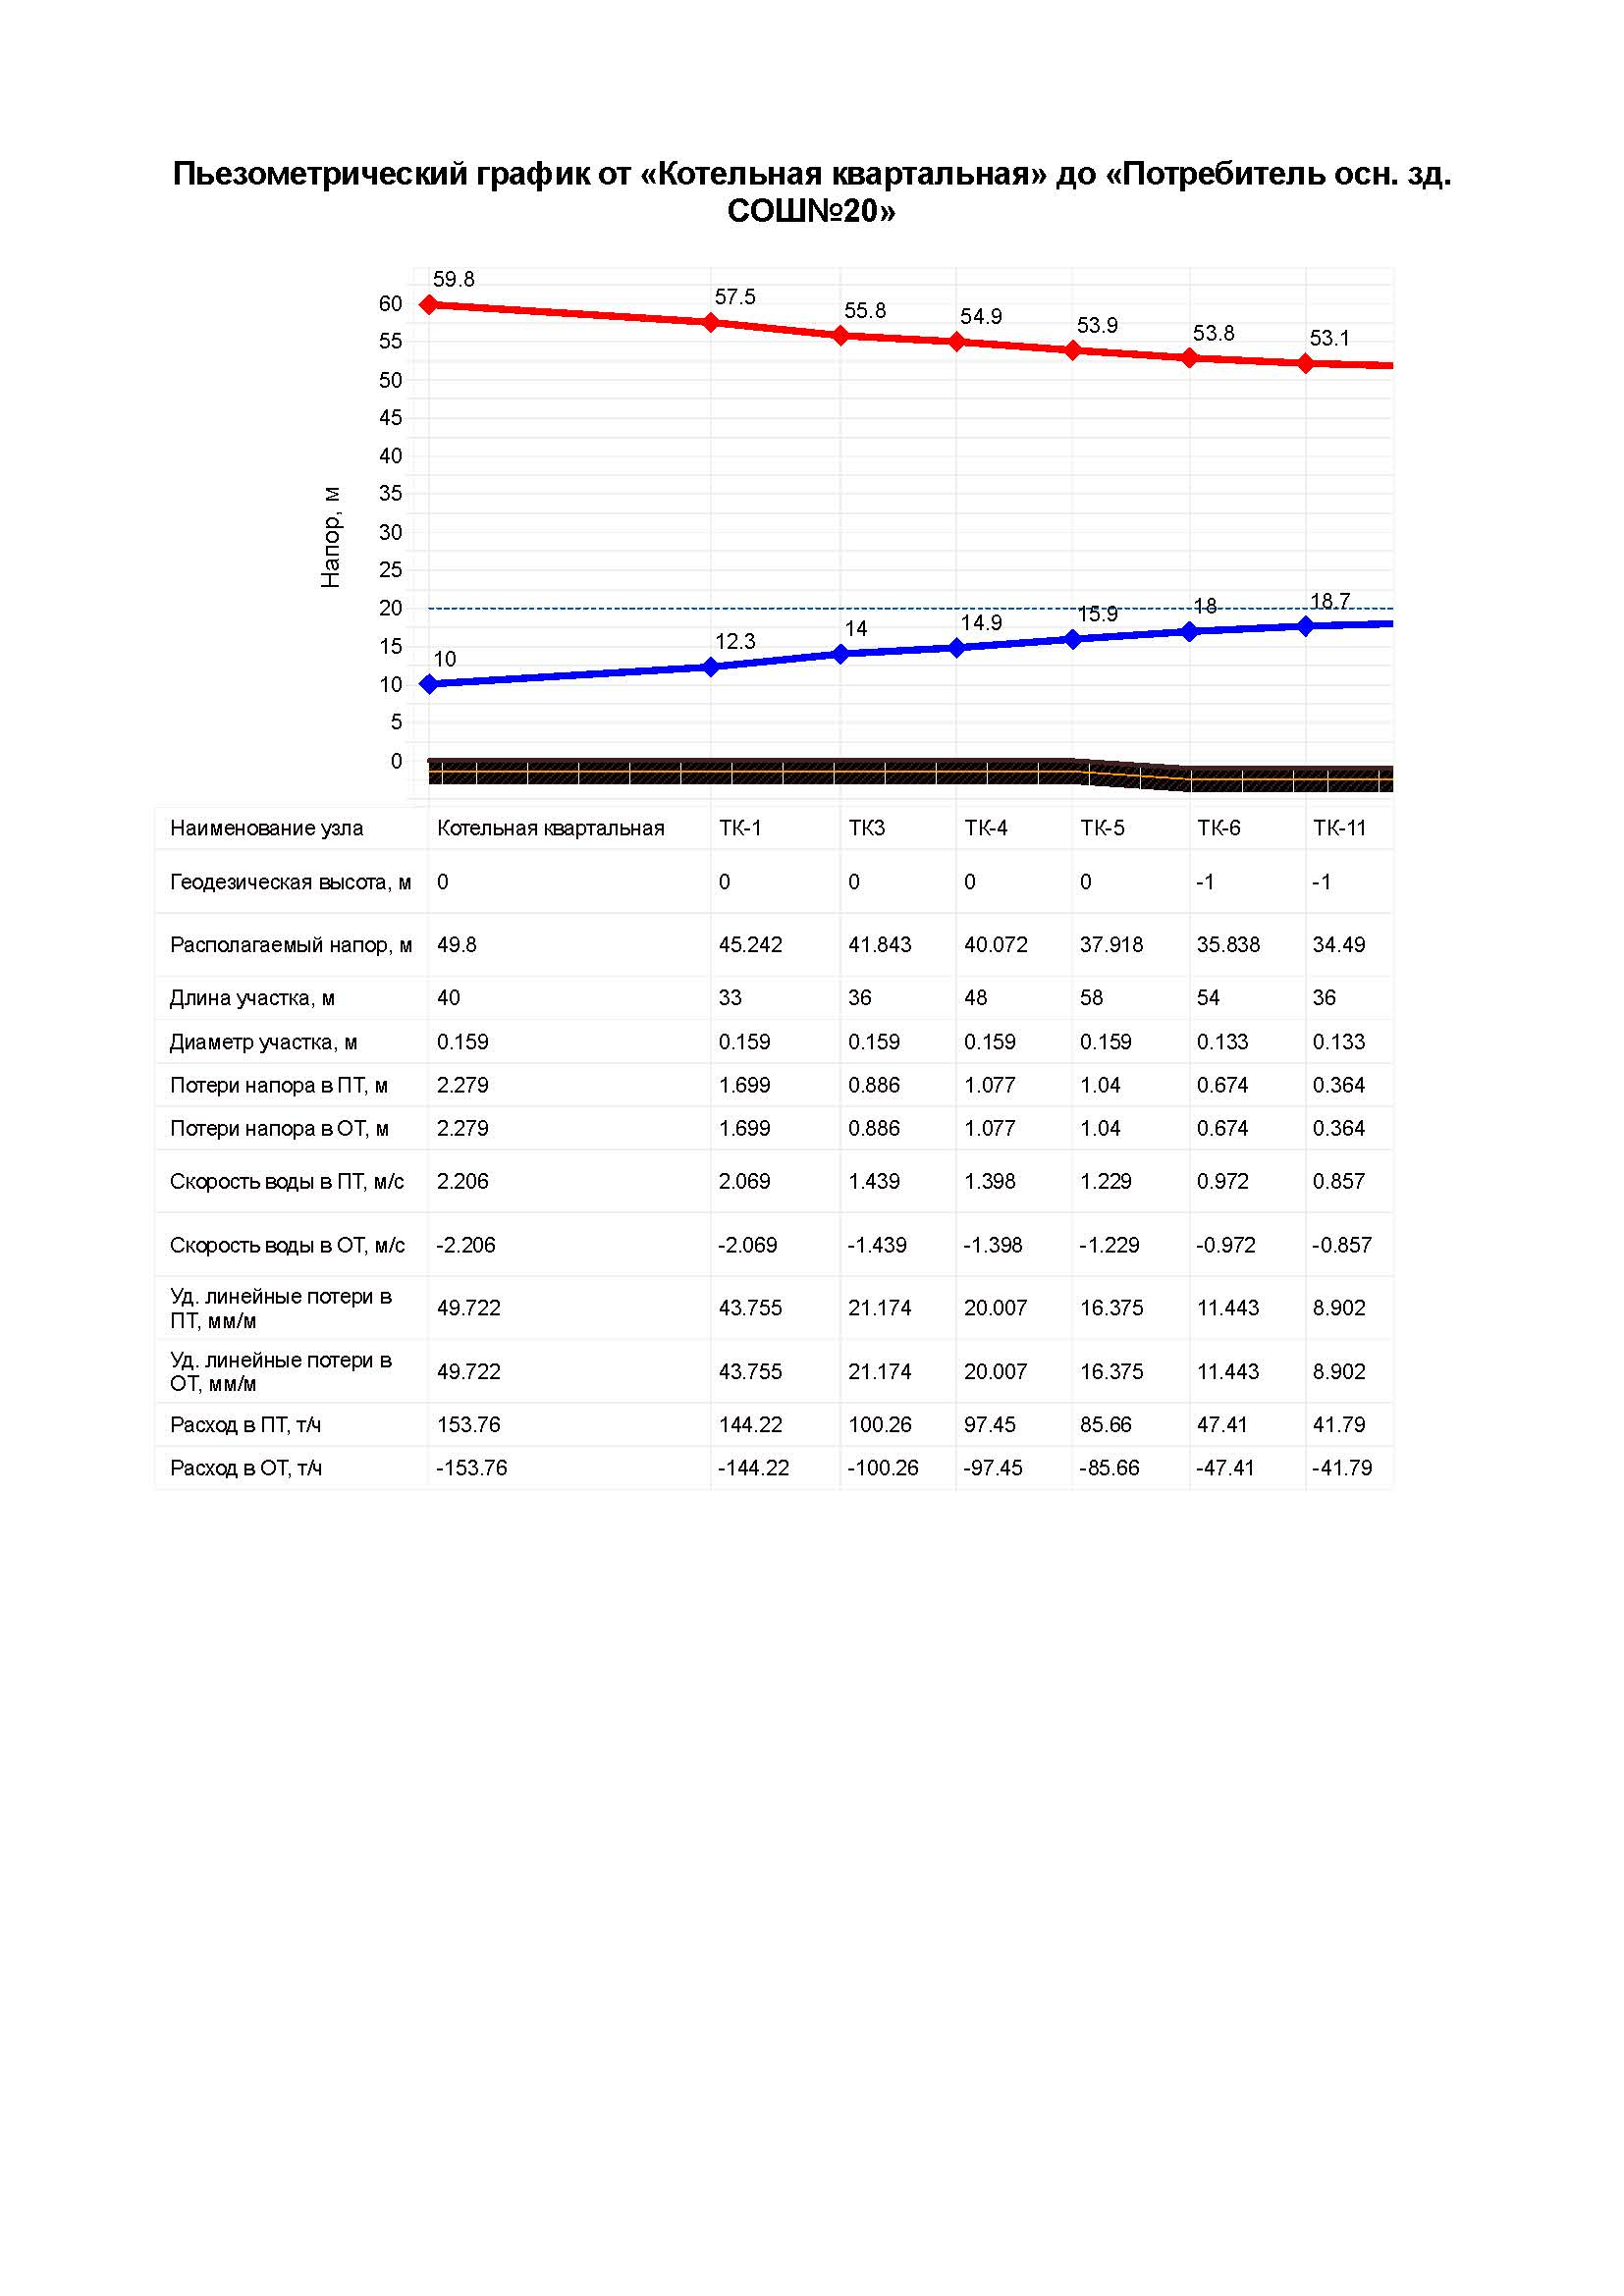 Пьезометрический график от «Котельная квартальная» до «Потребитель осн. зд.
СОШ№20»
59.8
57.5
55.8
54.9
53.9
53.8
53.1
60
55
50
45
40
35
30
25
20
15
10
5
0
Напор, м
10
12.3
14
14.9
15.9
18
18.7
Наименование узла Котельная квартальная ТК-1 ТК3 ТК-4 ТК-5 ТК-6 ТК-11
Геодезическая высота, м 0 0 0 0 0 -1 -1
Располагаемый напор, м 49.8 45.242 41.843 40.072 37.918 35.838 34.49
Длина участка, м 40 33 36 48 58 54 36
Диаметр участка, м 0.159 0.159 0.159 0.159 0.159 0.133 0.133
Потери напора в ПТ, м 2.279 1.699 0.886 1.077 1.04 0.674 0.364
Потери напора в ОТ, м 2.279 1.699 0.886 1.077 1.04 0.674 0.364
Скорость воды в ПТ, м/с 2.206 2.069 1.439 1.398 1.229 0.972 0.857
Скорость воды в ОТ, м/с -2.206 -2.069 -1.439 -1.398 -1.229 -0.972 -0.857
Уд. линейные потери в
ПТ, мм/м 49.722 43.755 21.174 20.007 16.375 11.443 8.902
Уд. линейные потери в
ОТ, мм/м 49.722 43.755 21.174 20.007 16.375 11.443 8.902
Расход в ПТ, т/ч 153.76 144.22 100.26 97.45 85.66 47.41 41.79
Расход в ОТ, т/ч -153.76 -144.22 -100.26 -97.45 -85.66 -47.41 -41.79